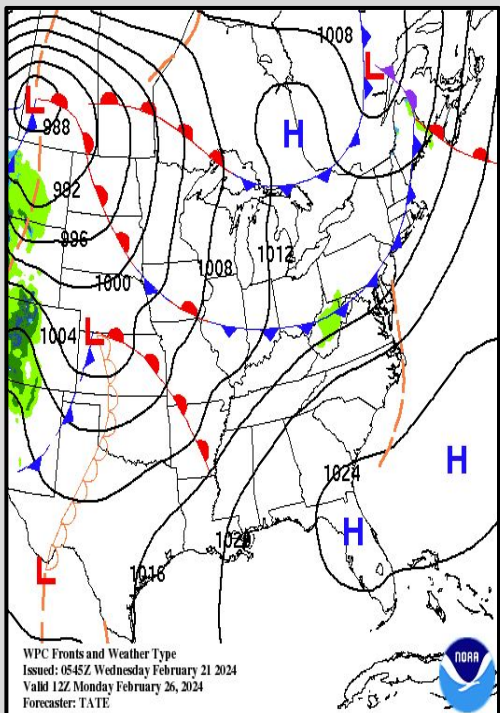 1008
L
L
988
H
992
996
1012
1008
1000
1004
L
H
1024
H
1020
L
1016
WPC Fronts and Weather Type
Issued: 0545Z Wednesday February 21 2024
Valid 12Z Monday February 26, 2024
Forecaster: TATE
NOAA